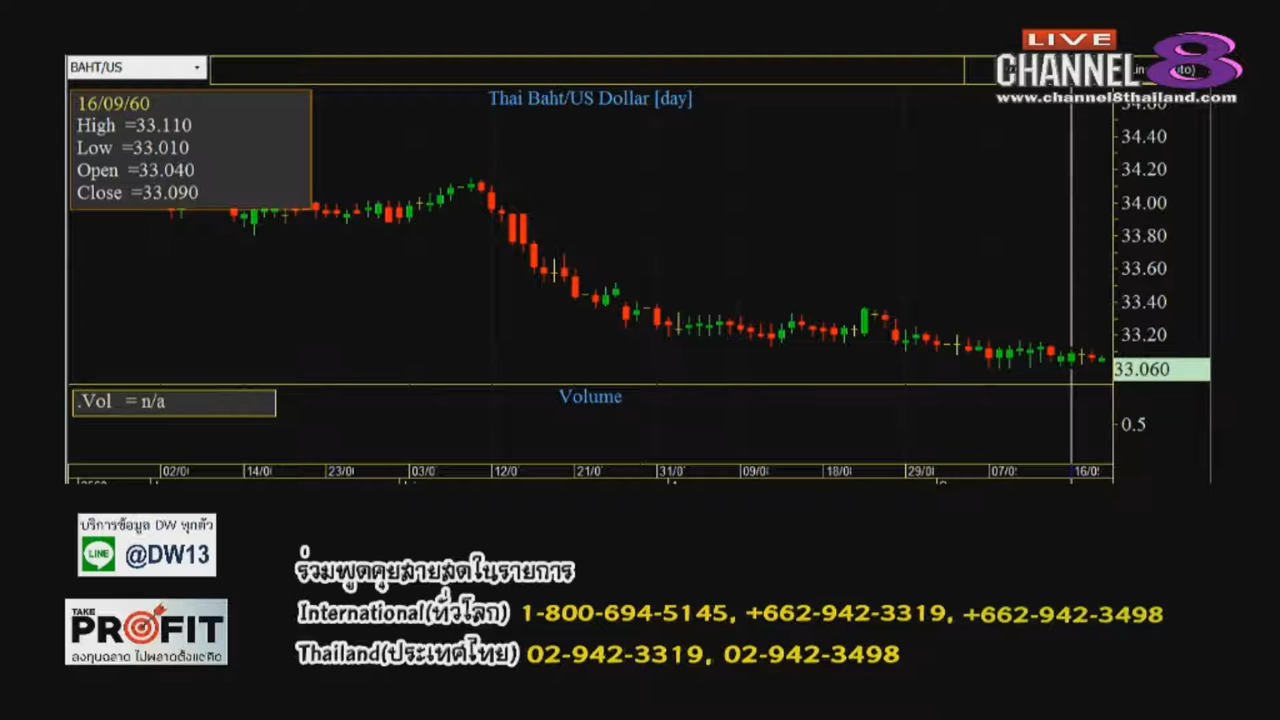 LIVE
CHANNEL 8
www.channel8thailand.com
BAHT/US
16/09/60
High =33.110
Low =33.010
Open =33.040
Close =33.090
Thai Baht/US Dollar [day]
34.40
34.20
34.00
33.80
33.60
33.40
33.20
33.060
.Vol = n/a
Volume
0.5
02/0 14/0 23/0 03/0 12/0 21/0 31/0 09/0 18/0 29/0 07/0 16/0
บริการข้อมูล DW ทุกตัว
LINE @DW13
TAKE
PROFIT
ลงทุนฉลาด ไม่พลาดตั้งแต่คิด
ร่วมพูดคุยสายสดในรายการ
International(ทั่วโลก) 1-800-694-5145, +662-942-3319, +662-942-3498
Thailand(ประเทศไทย) 02-942-3319, 02-942-3498